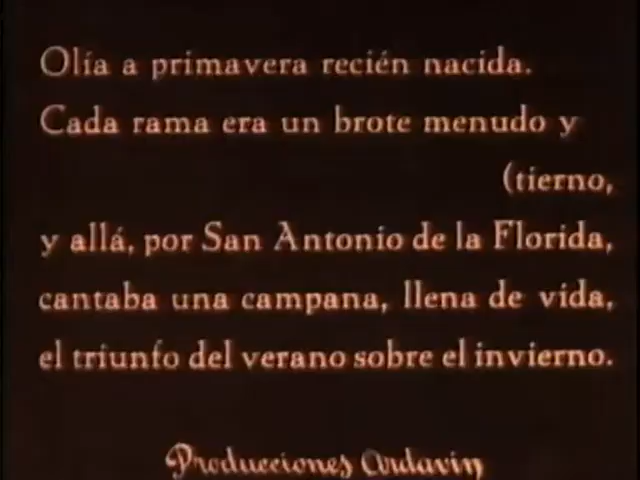 Olía a primavera recién nacida.
Cada rama era un brote menudo y
(tierno,
y allá, por San Antonio de la Florida,
cantaba una campana, llena de vida,
el triunfo del verano sobre el invierno.
Producciones Ardavin